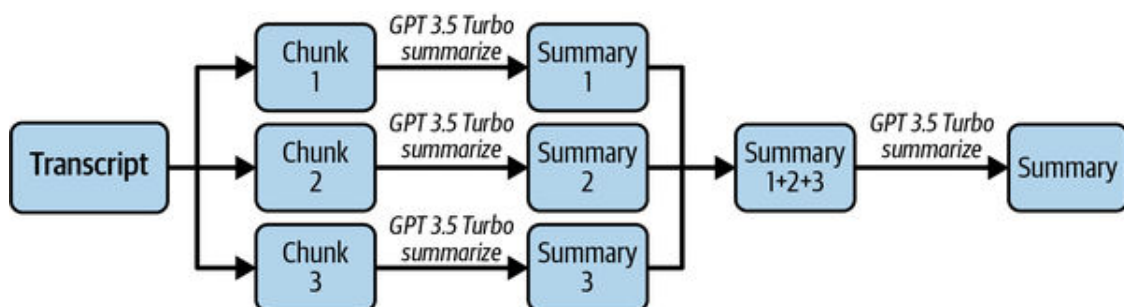 GPT 3.5 Turbo
summarize
Chunk
1
Summary
1
Transcript
GPT 3.5 Turbo
summarize
Chunk
2
Summary
2
Summary
1+2+3
GPT 3.5 Turbo
summarize
Summary
GPT 3.5 Turbo
summarize
Chunk
3
Summary
3